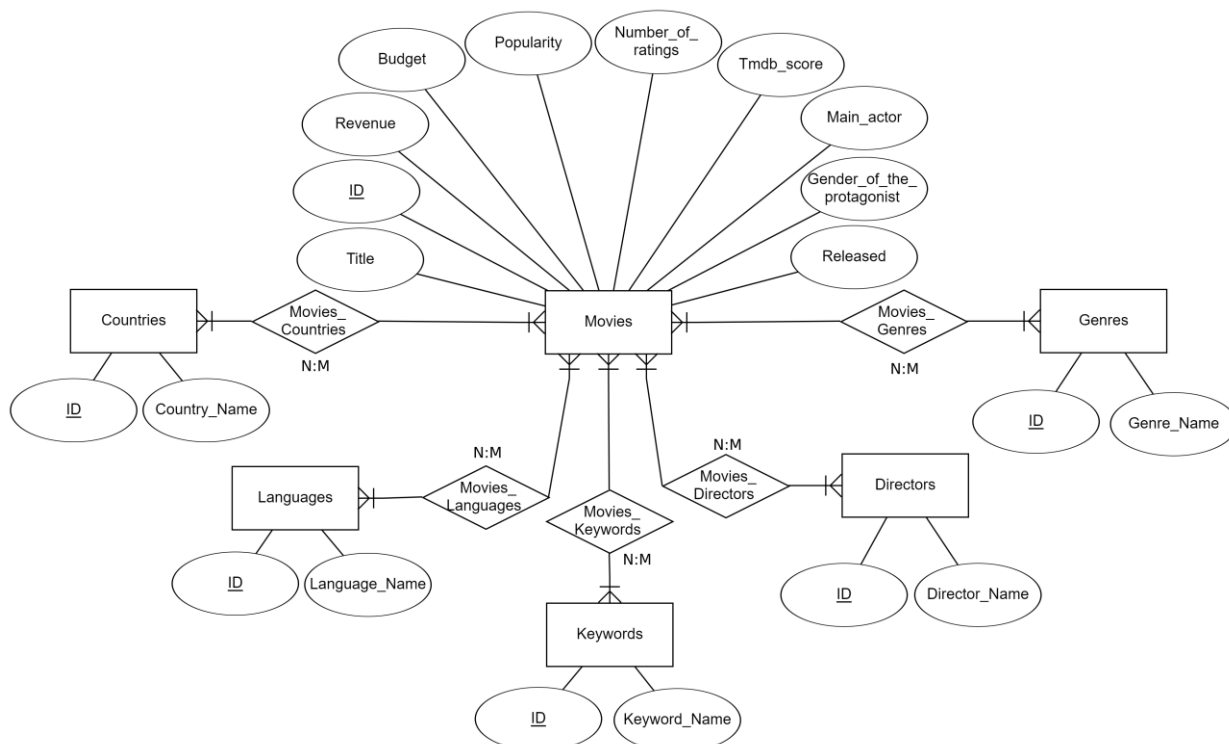 Number_of_
ratings
Popularity
Budget
Tmdb_score
Main_actor
Revenue
Gender_of_the_
protagonist
ID
Title
Released
Countries
Movies_
Countries
N:M
Movies
Movies_
Genres
N:M
Genres
ID
Country_Name
ID
Genre_Name
N:M
Movies_
Languages
Languages
N:M
Movies_
Directors
Directors
Movies_
Keywords
N:M
ID
Language_Name
ID
Director_Name
Keywords
ID
Keyword_Name